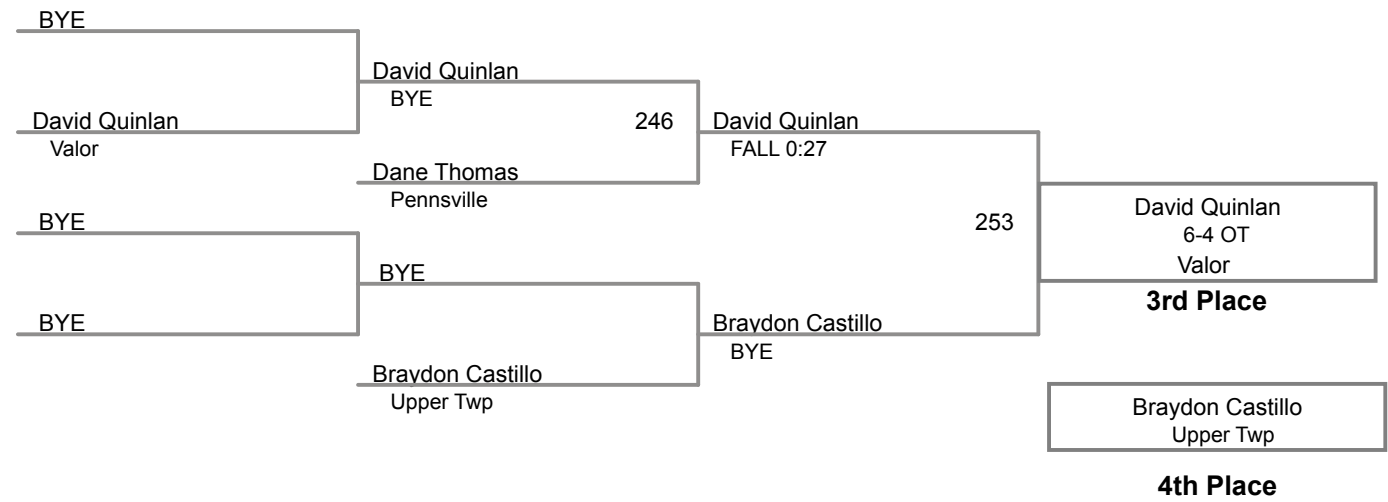 BYE
David Quinlan
BYE
David Quinlan
Valor
246
David Quinlan
FALL 0:27
Dane Thomas
Pennsville
BYE
253
David Quinlan
6-4 OT
Valor
3rd Place
BYE
BYE
Braydon Castillo
BYE
Braydon Castillo
Upper Twp
Braydon Castillo
Upper Twp
4th Place